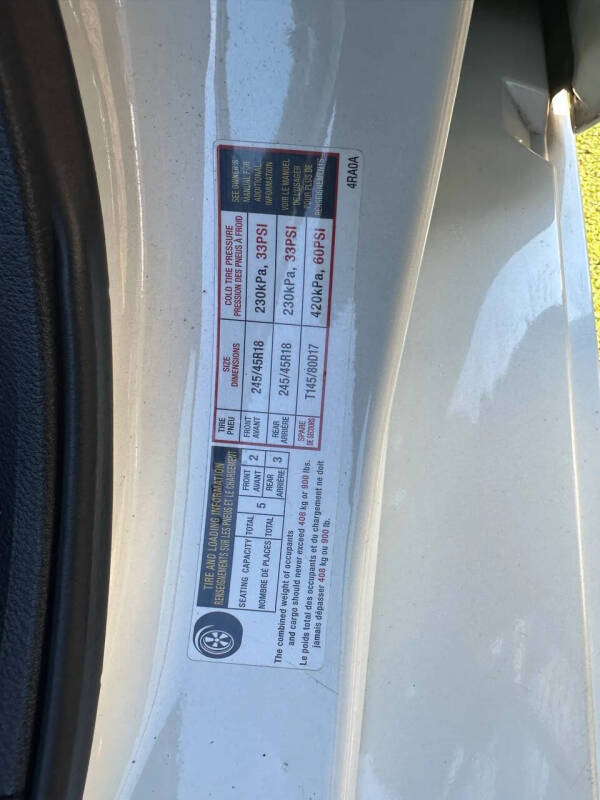 TIRE AND LOADING INFORMATION
RENSEIGNEMENTS SUR LES PNEUS ET LE CHARGEMENT
SEATING CAPACITY TOTAL 5 FRONT 2
AVANT
NOMBRE DE PLACES TOTAL REAR 3
ARRIÈRE
The combined weight of occupants
and cargo should never exceed 408 kg or 900 lbs.
Le poids total des occupants et du chargement ne doit
jamais dépasser 408 kg ou 900 lb.
TIRE
PNEU
SIZE
DIMENSIONS
COLD TIRE PRESSURE
PRESSION DES PNEUS À FROID
FRONT
AVANT
245/45R18
230kPa, 33PSI
REAR
ARRIÈRE
245/45R18
230kPa, 33PSI
SPARE
DE SECOURS
T145/80D17
420kPa, 60PSI
SEE OWNER'S
MANUAL FOR
ADDITIONAL
INFORMATION
VOIR LE MANUEL
DE L'USAGER
POUR PLUS DE
RENSEIGNEMENTS
4RA0A